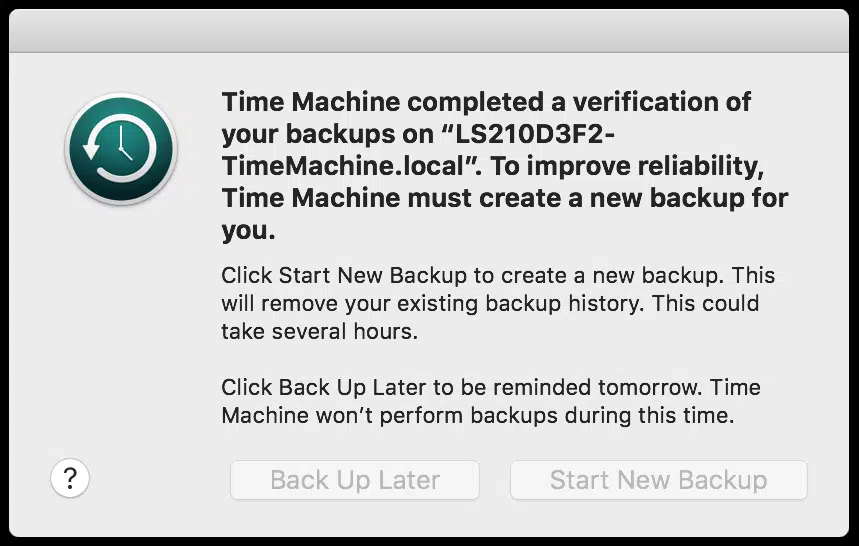 Time Machine completed a verification of
your backups on “LS210D3F2-
TimeMachine.local”. To improve reliability,
Time Machine must create a new backup for
you.
Click Start New Backup to create a new backup. This
will remove your existing backup history. This could
take several hours.
Click Back Up Later to be reminded tomorrow. Time
Machine won’t perform backups during this time.
?
Back Up Later
Start New Backup